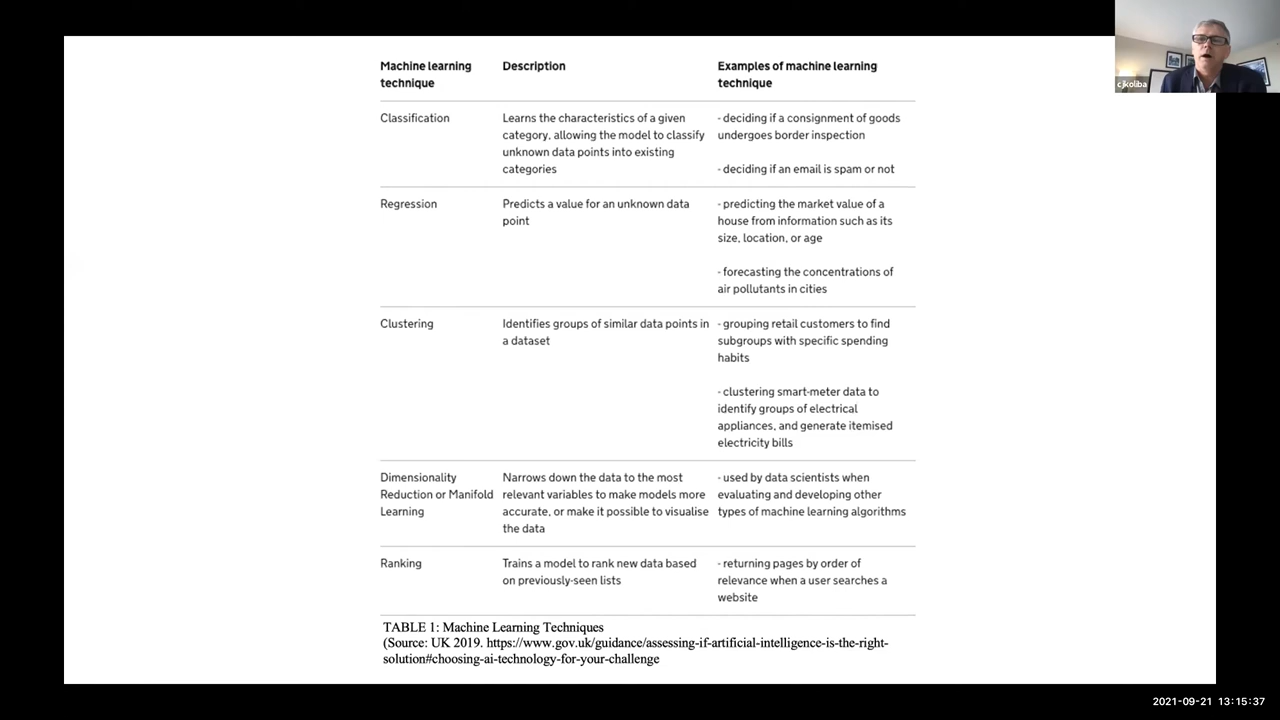 Machine learning technique
Description
Examples of machine learning technique
Classification
Learns the characteristics of a given
category, allowing the model to classify
unknown data points into existing
categories
- deciding if a consignment of goods
undergoes border inspection
- deciding if an email is spam or not
Regression
Predicts a value for an unknown data
point
- predicting the market value of a
house from information such as its
size, location, or age
- forecasting the concentrations of
air pollutants in cities
Clustering
Identifies groups of similar data points in
a dataset
- grouping retail customers to find
subgroups with specific spending
habits
- clustering smart-meter data to
identify groups of electrical
appliances, and generate itemised
electricity bills
Dimensionality
Reduction or Manifold
Learning
Narrows down the data to the most
relevant variables to make models more
accurate, or make it possible to visualise
the data
- used by data scientists when
evaluating and developing other
types of machine learning algorithms
Ranking
Trains a model to rank new data based
on previously-seen lists
- returning pages by order of
relevance when a user searches a
website
TABLE 1: Machine Learning Techniques
(Source: UK 2019. https://www.gov.uk/guidance/assessing-if-artificial-intelligence-is-the-right-
solution#choosing-ai-technology-for-your-challenge
cjkoliba
2021-09-21 13:15:37